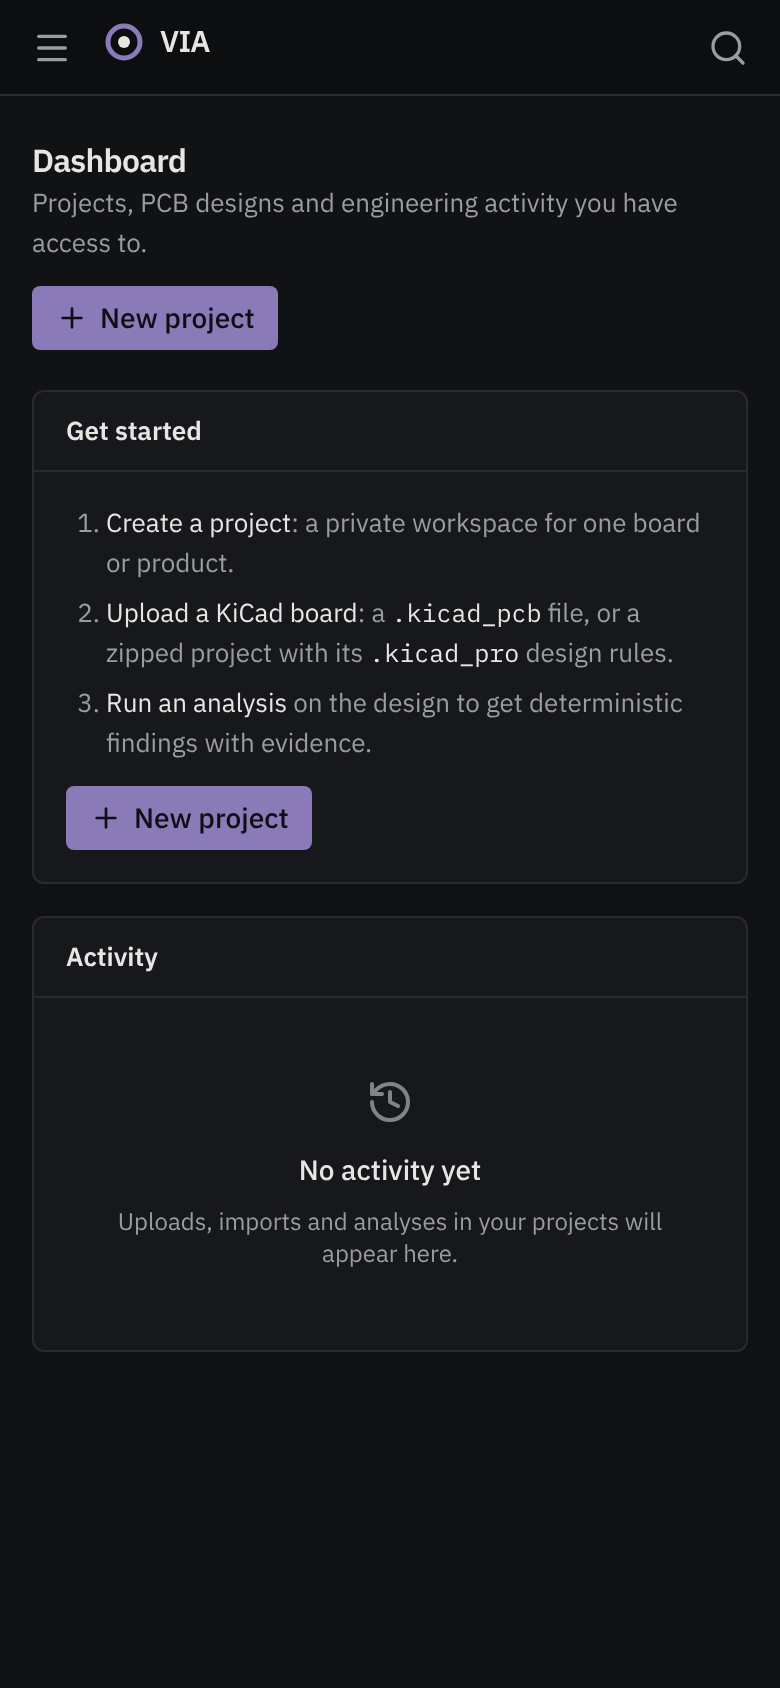 VIA
Dashboard
Projects, PCB designs and engineering activity you have
access to.
New project
Get started
1. Create a project: a private workspace for one board
or product.
2. Upload a KiCad board: a .kicad_pcb file, or a
zipped project with its .kicad_pro design rules.
3. Run an analysis on the design to get deterministic
findings with evidence.
New project
Activity
No activity yet
Uploads, imports and analyses in your projects will
appear here.